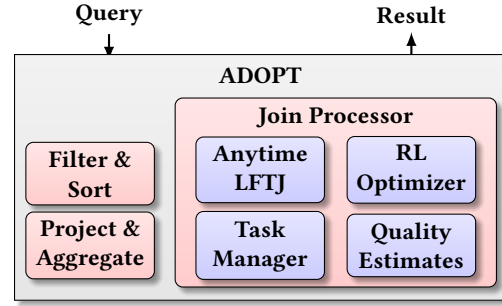 Query
Result
ADOPT
Join Processor
Filter &
Sort
Project &
Aggregate
Anytime
LFTJ
RL
Optimizer
Task
Manager
Quality
Estimates